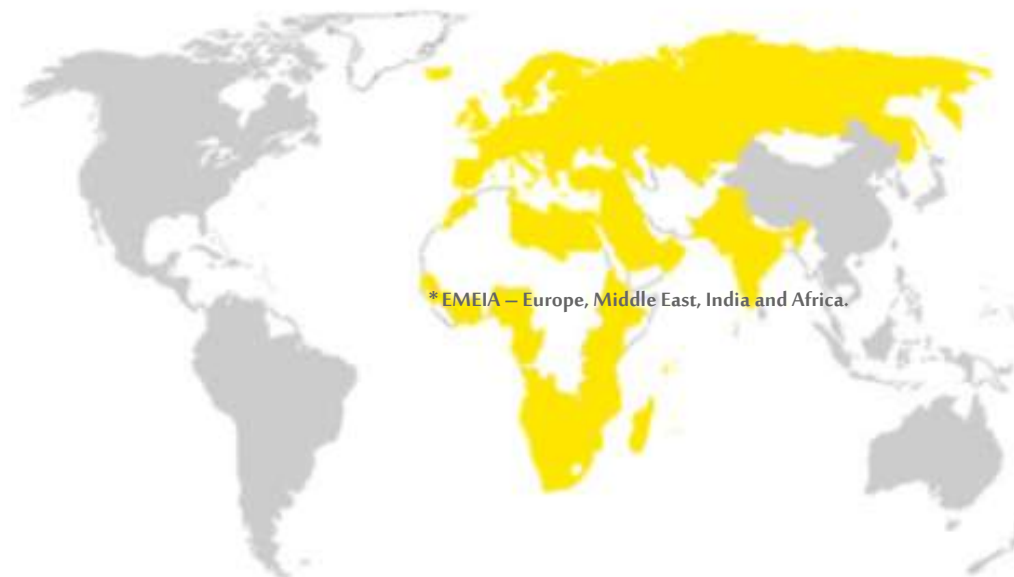 * EMEIA – Europe, Middle East, India and Africa.